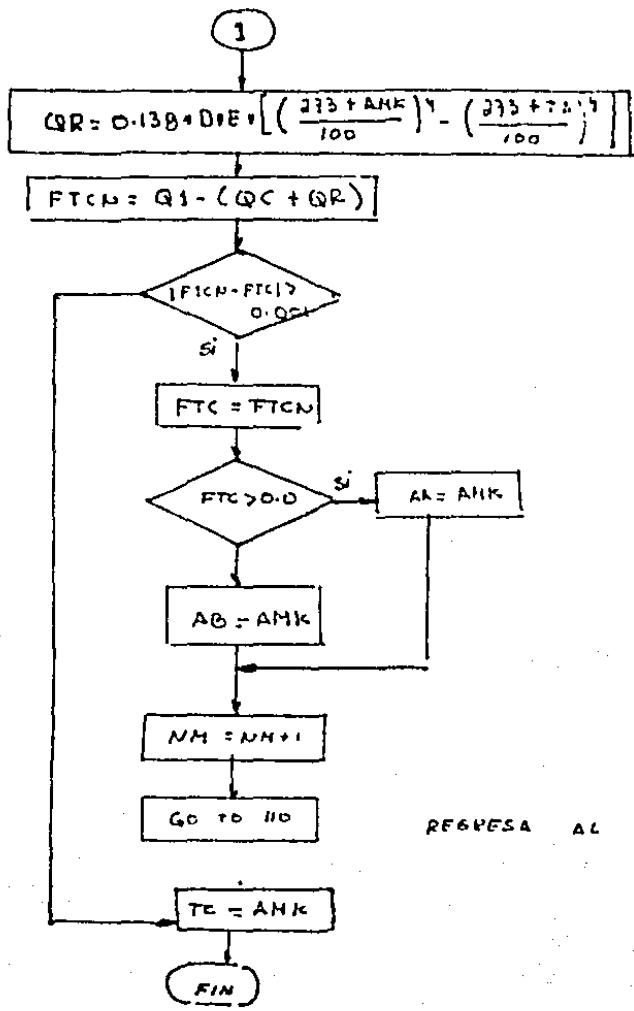 1
QR = 0.138 * D * E * [((273 + AMK) / 100)^4 - ((273 + TA) / 100)^4]
FTCN = Q1 - (QC + QR)
|FTCN - FTC| >
0.001
si
FTC = FTCN
FTC > 0.0
si
AA = AMK
AB = AMK
NM = NM + 1
GO TO 110
REGRESA AL
TC = AMK
FIN